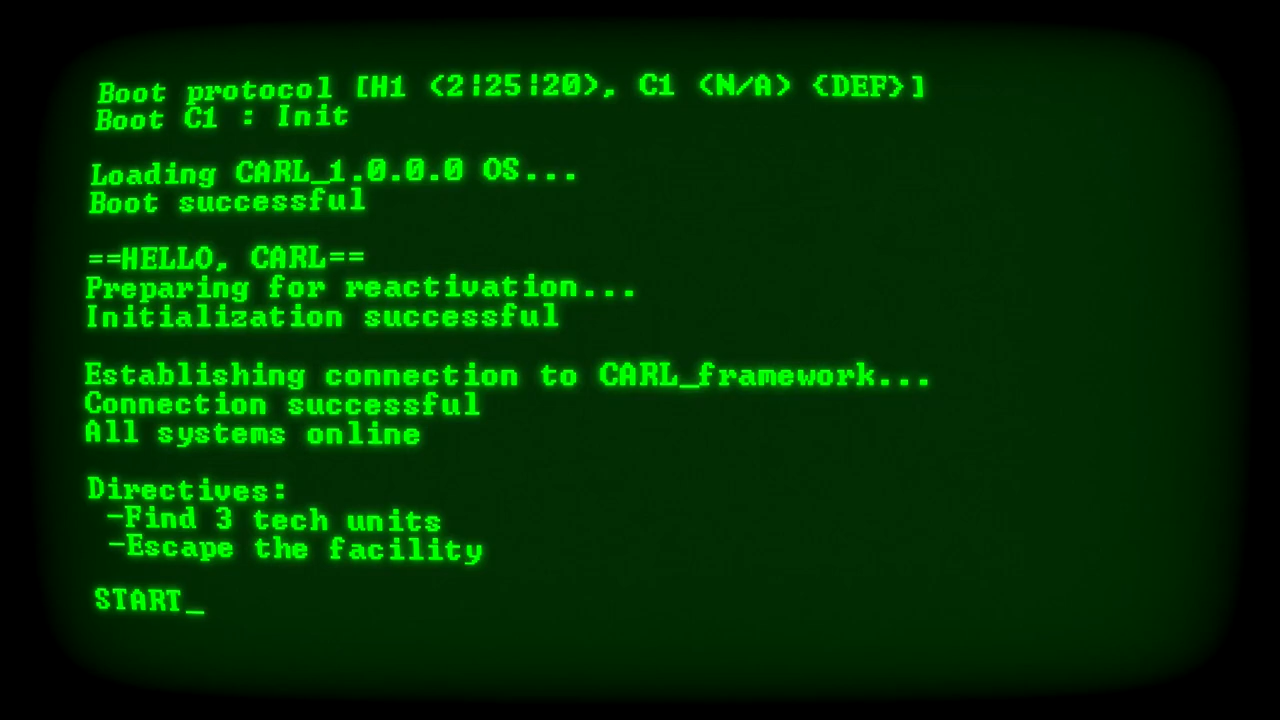 Boot protocol [H1 (2:25:20), C1 (N/A) {DEF}]
Boot C1 : Init
Loading CARL_1.0.0.0 OS...
Boot successful
==HELLO, CARL==
Preparing for reactivation...
Initialization successful
Establishing connection to CARL_framework...
Connection successful
All systems online
Directives:
-Find 3 tech units
-Escape the facility
START_